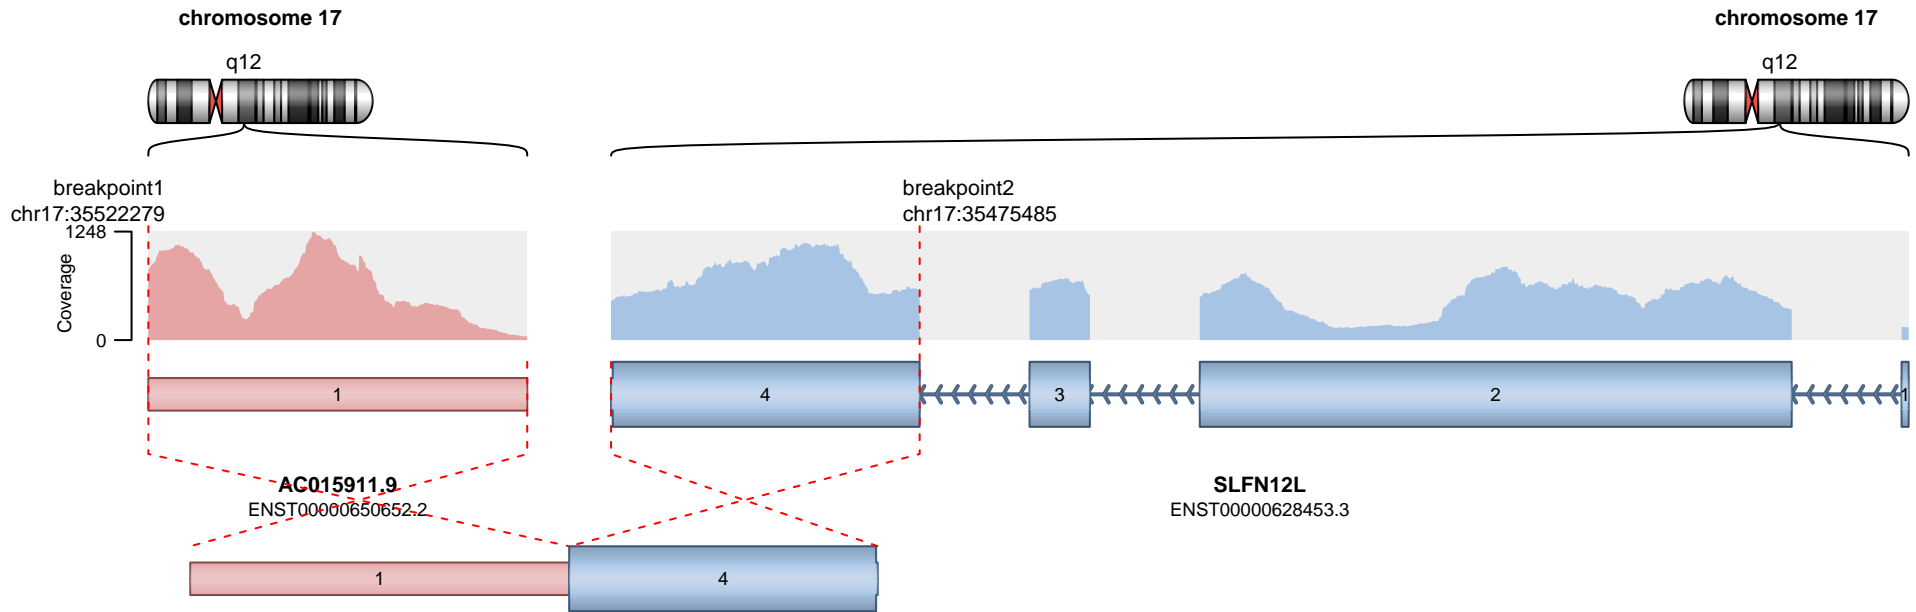 chromosome 17
chromosome 17
q12
q12
breakpoint1
chr17:35522279
breakpoint2
chr17:35475485
1248
Coverage
0
1
4
3
2
1
AC015911.9
ENST00000650652.2
SLFN12L
ENST00000628453.3
1
4